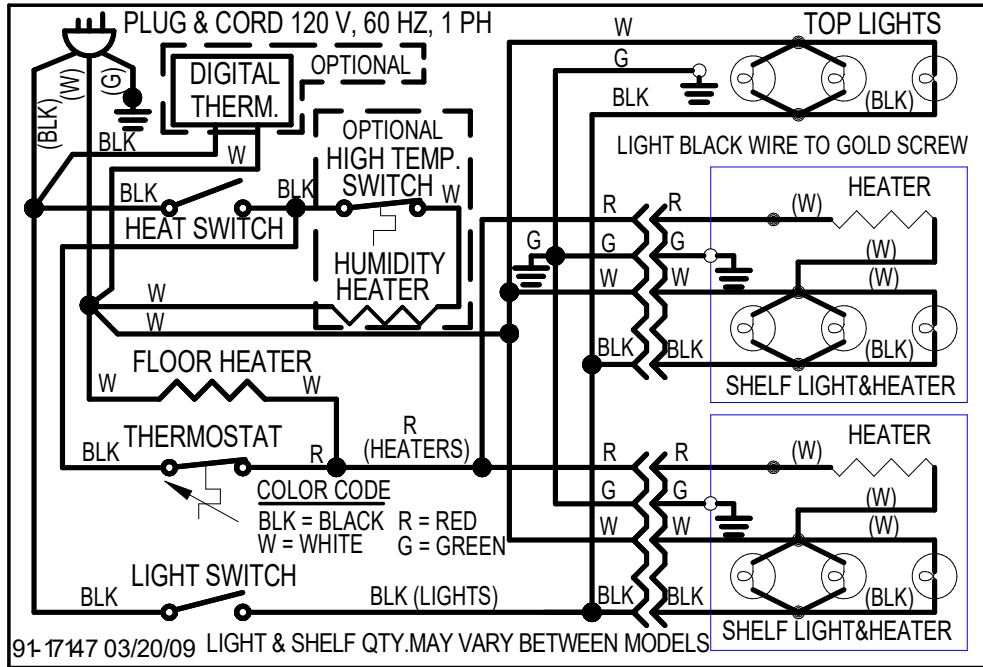 PLUG & CORD 120 V, 60 HZ, 1 PH
W
TOP LIGHTS
OPTIONAL
DIGITAL
THERM.
(BLK)
(W)
(G)
G
BLK
(BLK)
BLK
W
OPTIONAL
HIGH TEMP.
SWITCH
LIGHT BLACK WIRE TO GOLD SCREW
BLK
BLK
W
HEAT SWITCH
R
R
(W)
HEATER
G
G
G
(W)
HUMIDITY
HEATER
W
W
(W)
W
W
BLK
BLK
(BLK)
FLOOR HEATER
SHELF LIGHT&HEATER
W
W
THERMOSTAT
R
(HEATERS)
BLK
R
R
R
(W)
HEATER
COLOR CODE
BLK = BLACK R = RED
W = WHITE G = GREEN
G
G
(W)
W
W
(W)
LIGHT SWITCH
BLK
BLK (LIGHTS)
BLK
BLK
(BLK)
SHELF LIGHT&HEATER
91-17147 03/20/09 LIGHT & SHELF QTY.MAY VARY BETWEEN MODELS